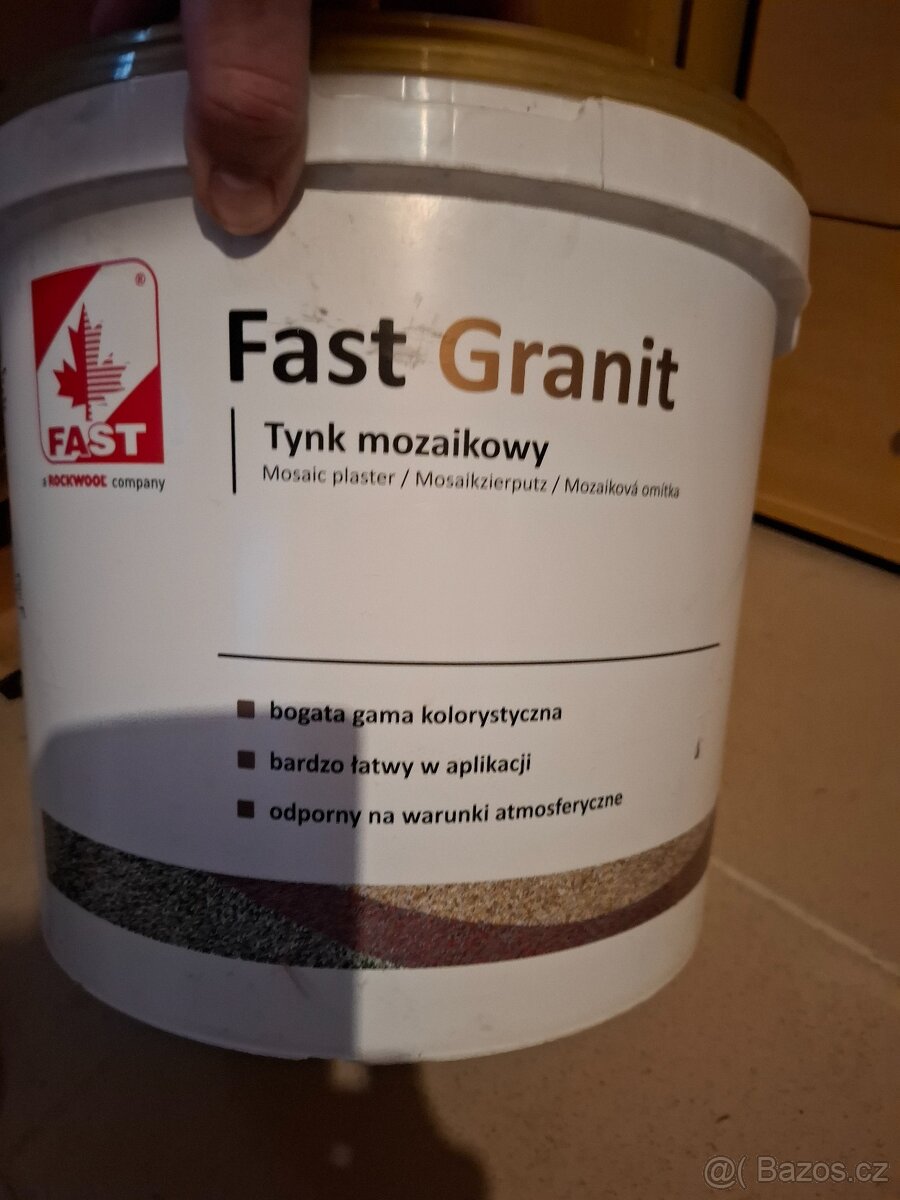 ®
FAST
a ROCKWOOL company
Fast Granit
Tynk mozaikowy
Mosaic plaster / Mosaikzierputz / Mozaiková omítka
bogata gama kolorystyczna
bardzo łatwy w aplikacji
odporny na warunki atmosferyczne
@( Bazos.cz